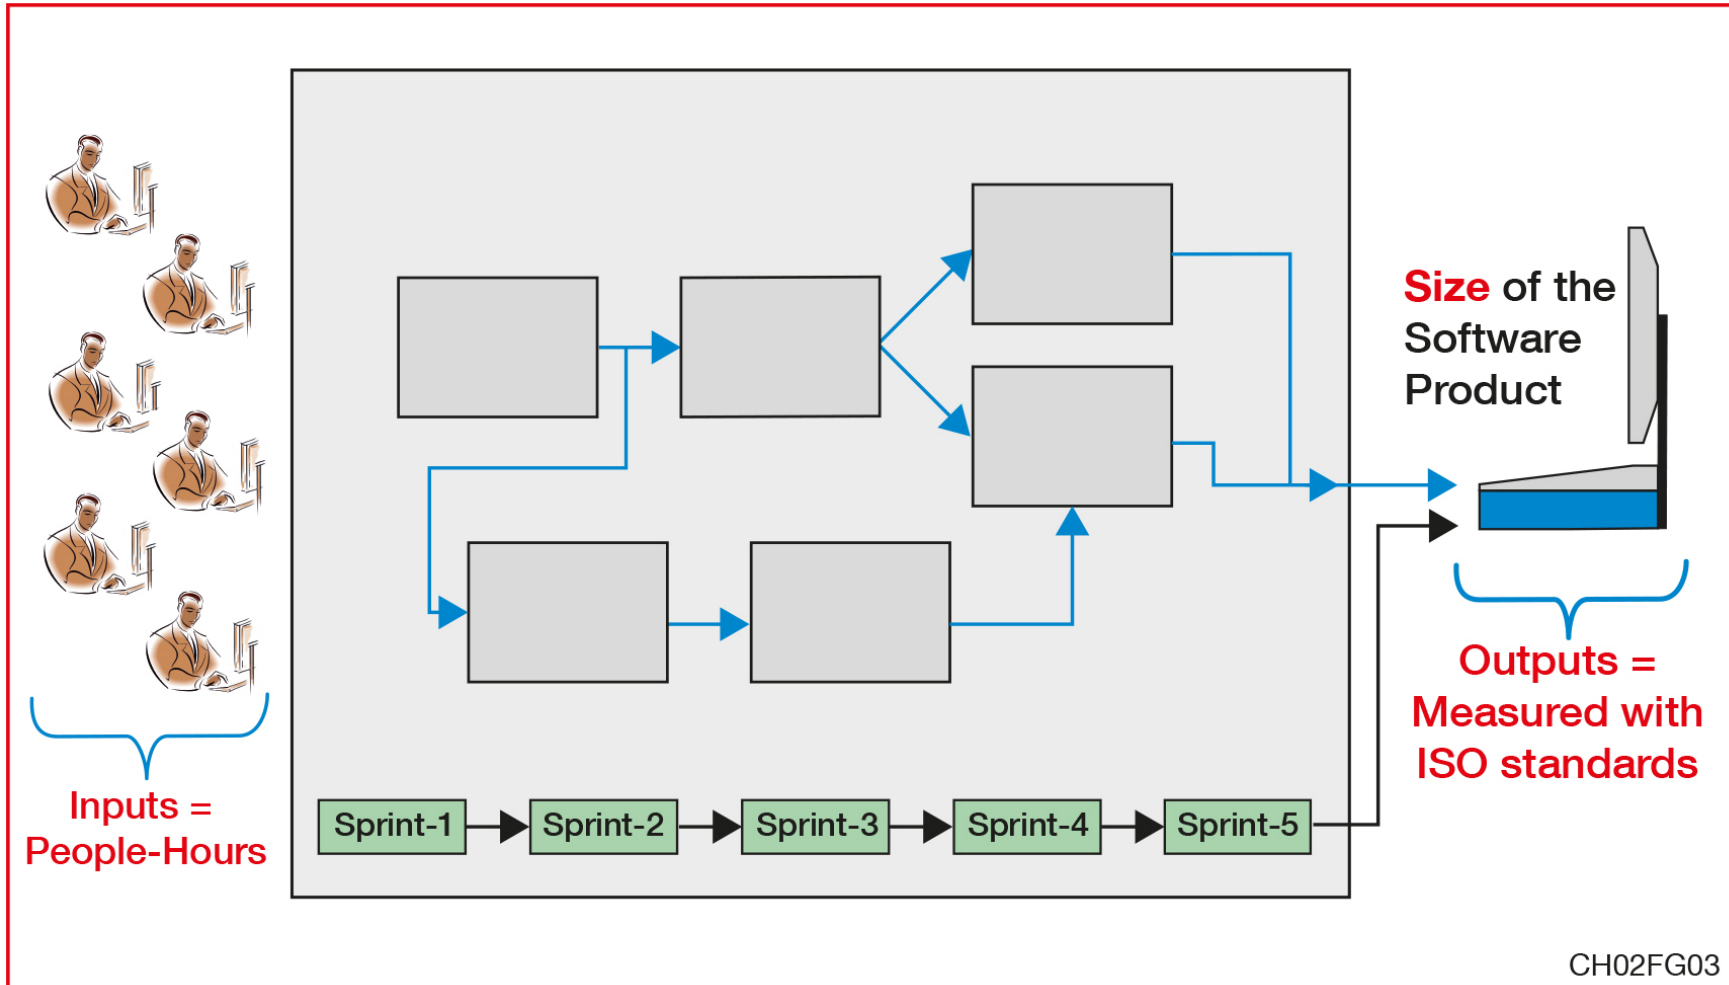 Size of the
Software
Product
Outputs =
Measured with
ISO standards
Inputs =
People-Hours
Sprint-1
Sprint-2
Sprint-3
Sprint-4
Sprint-5
CH02FG03